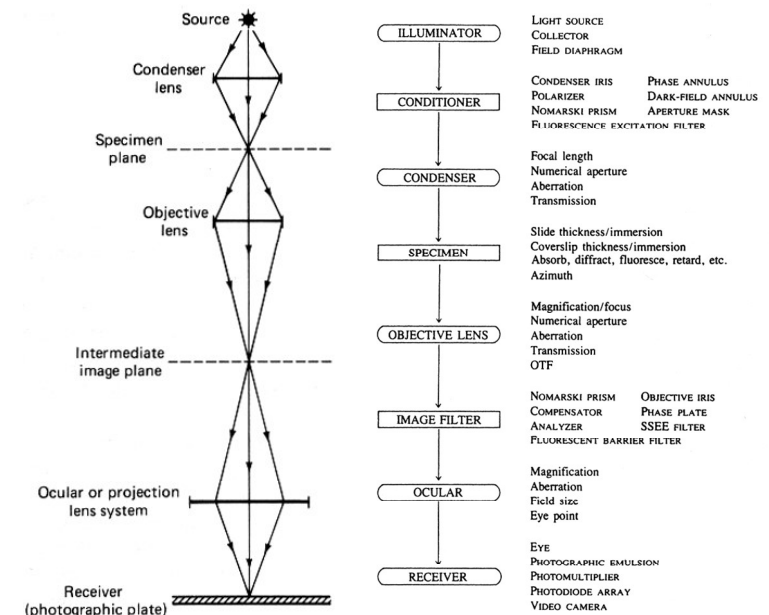 Source
Condenser
lens
Specimen
plane
Objective
lens
Intermediate
image plane
Ocular or projection
lens system
Receiver
(photographic plate)
ILLUMINATOR
LIGHT SOURCE
COLLECTOR
FIELD DIAPHRAGM
CONDITIONER
CONDENSER IRIS PHASE ANNULUS
POLARIZER DARK-FIELD ANNULUS
NOMARSKI PRISM APERTURE MASK
FLUORESCENCE EXCITATION FILTER
CONDENSER
Focal length
Numerical aperture
Aberration
Transmission
SPECIMEN
Slide thickness/immersion
Coverslip thickness/immersion
Absorb, diffract, fluoresce, retard, etc.
Azimuth
OBJECTIVE LENS
Magnification/focus
Numerical aperture
Aberration
Transmission
OTF
IMAGE FILTER
NOMARSKI PRISM OBJECTIVE IRIS
COMPENSATOR PHASE PLATE
ANALYZER SSEE FILTER
FLUORESCENT BARRIER FILTER
OCULAR
Magnification
Aberration
Field size
Eye point
RECEIVER
EYE
PHOTOGRAPHIC EMULSION
PHOTOMULTIPLIER
PHOTODIODE ARRAY
VIDEO CAMERA